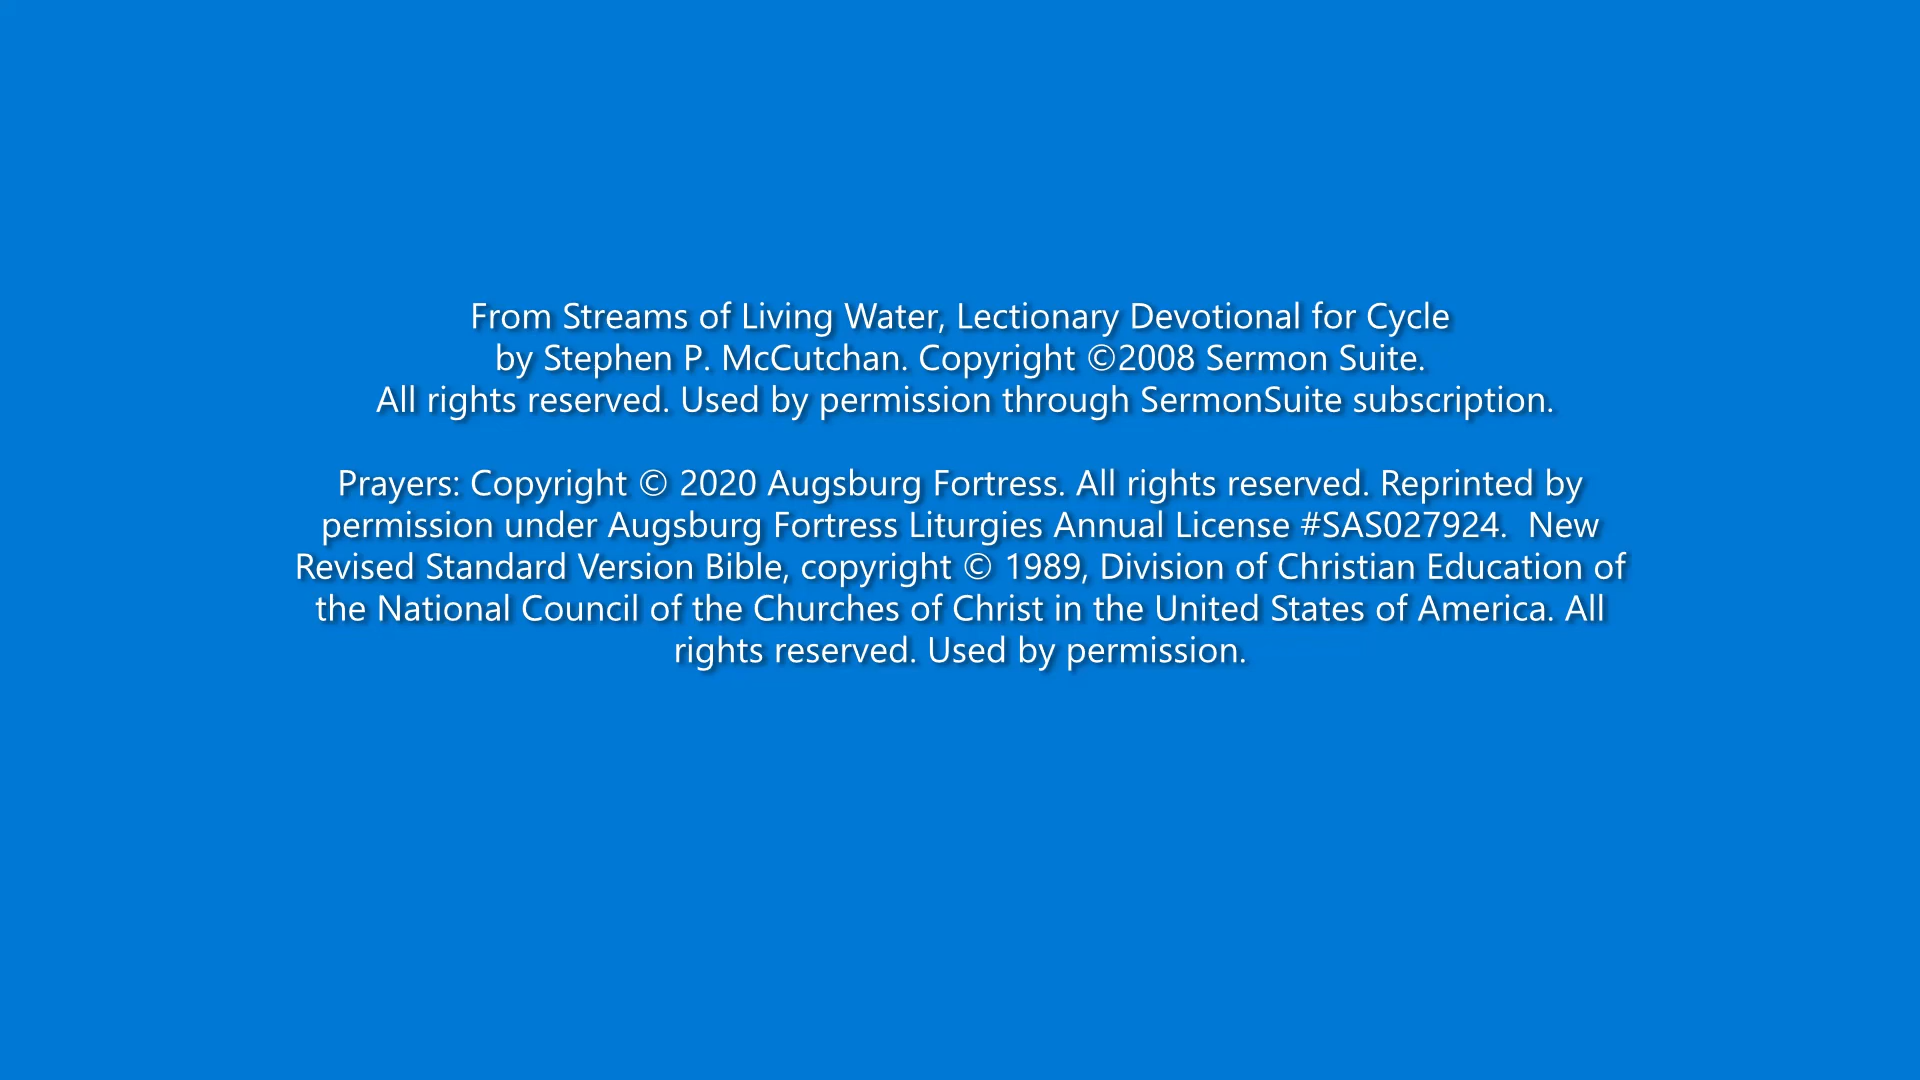 From Streams of Living Water, Lectionary Devotional for Cycle
by Stephen P. McCutchan. Copyright ©2008 Sermon Suite.
All rights reserved. Used by permission through SermonSuite subscription.
Prayers: Copyright © 2020 Augsburg Fortress. All rights reserved. Reprinted by
permission under Augsburg Fortress Liturgies Annual License #SAS027924.  New
Revised Standard Version Bible, copyright © 1989, Division of Christian Education of
the National Council of the Churches of Christ in the United States of America. All
rights reserved. Used by permission.